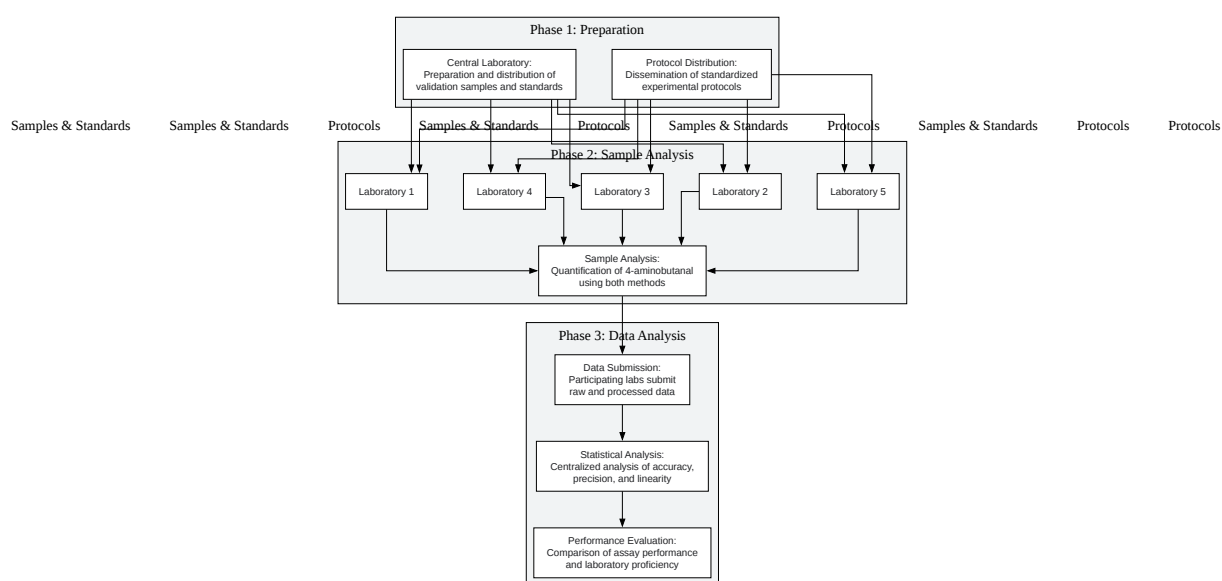 Phase 1: Preparation
Central Laboratory:
Preparation and distribution of
validation samples and standards
Protocol Distribution:
Dissemination of standardized
experimental protocols
Samples & Standards
Samples & Standards
Protocols
Samples & Standards
Protocols
Samples & Standards
Protocols
Samples & Standards
Protocols
Protocols
Phase 2: Sample Analysis
Laboratory 1
Laboratory 4
Laboratory 3
Laboratory 2
Laboratory 5
Sample Analysis:
Quantification of 4-aminobutanal
using both methods
Phase 3: Data Analysis
Data Submission:
Participating labs submit
raw and processed data
Statistical Analysis:
Centralized analysis of accuracy,
precision, and linearity
Performance Evaluation:
Comparison of assay performance
and laboratory proficiency